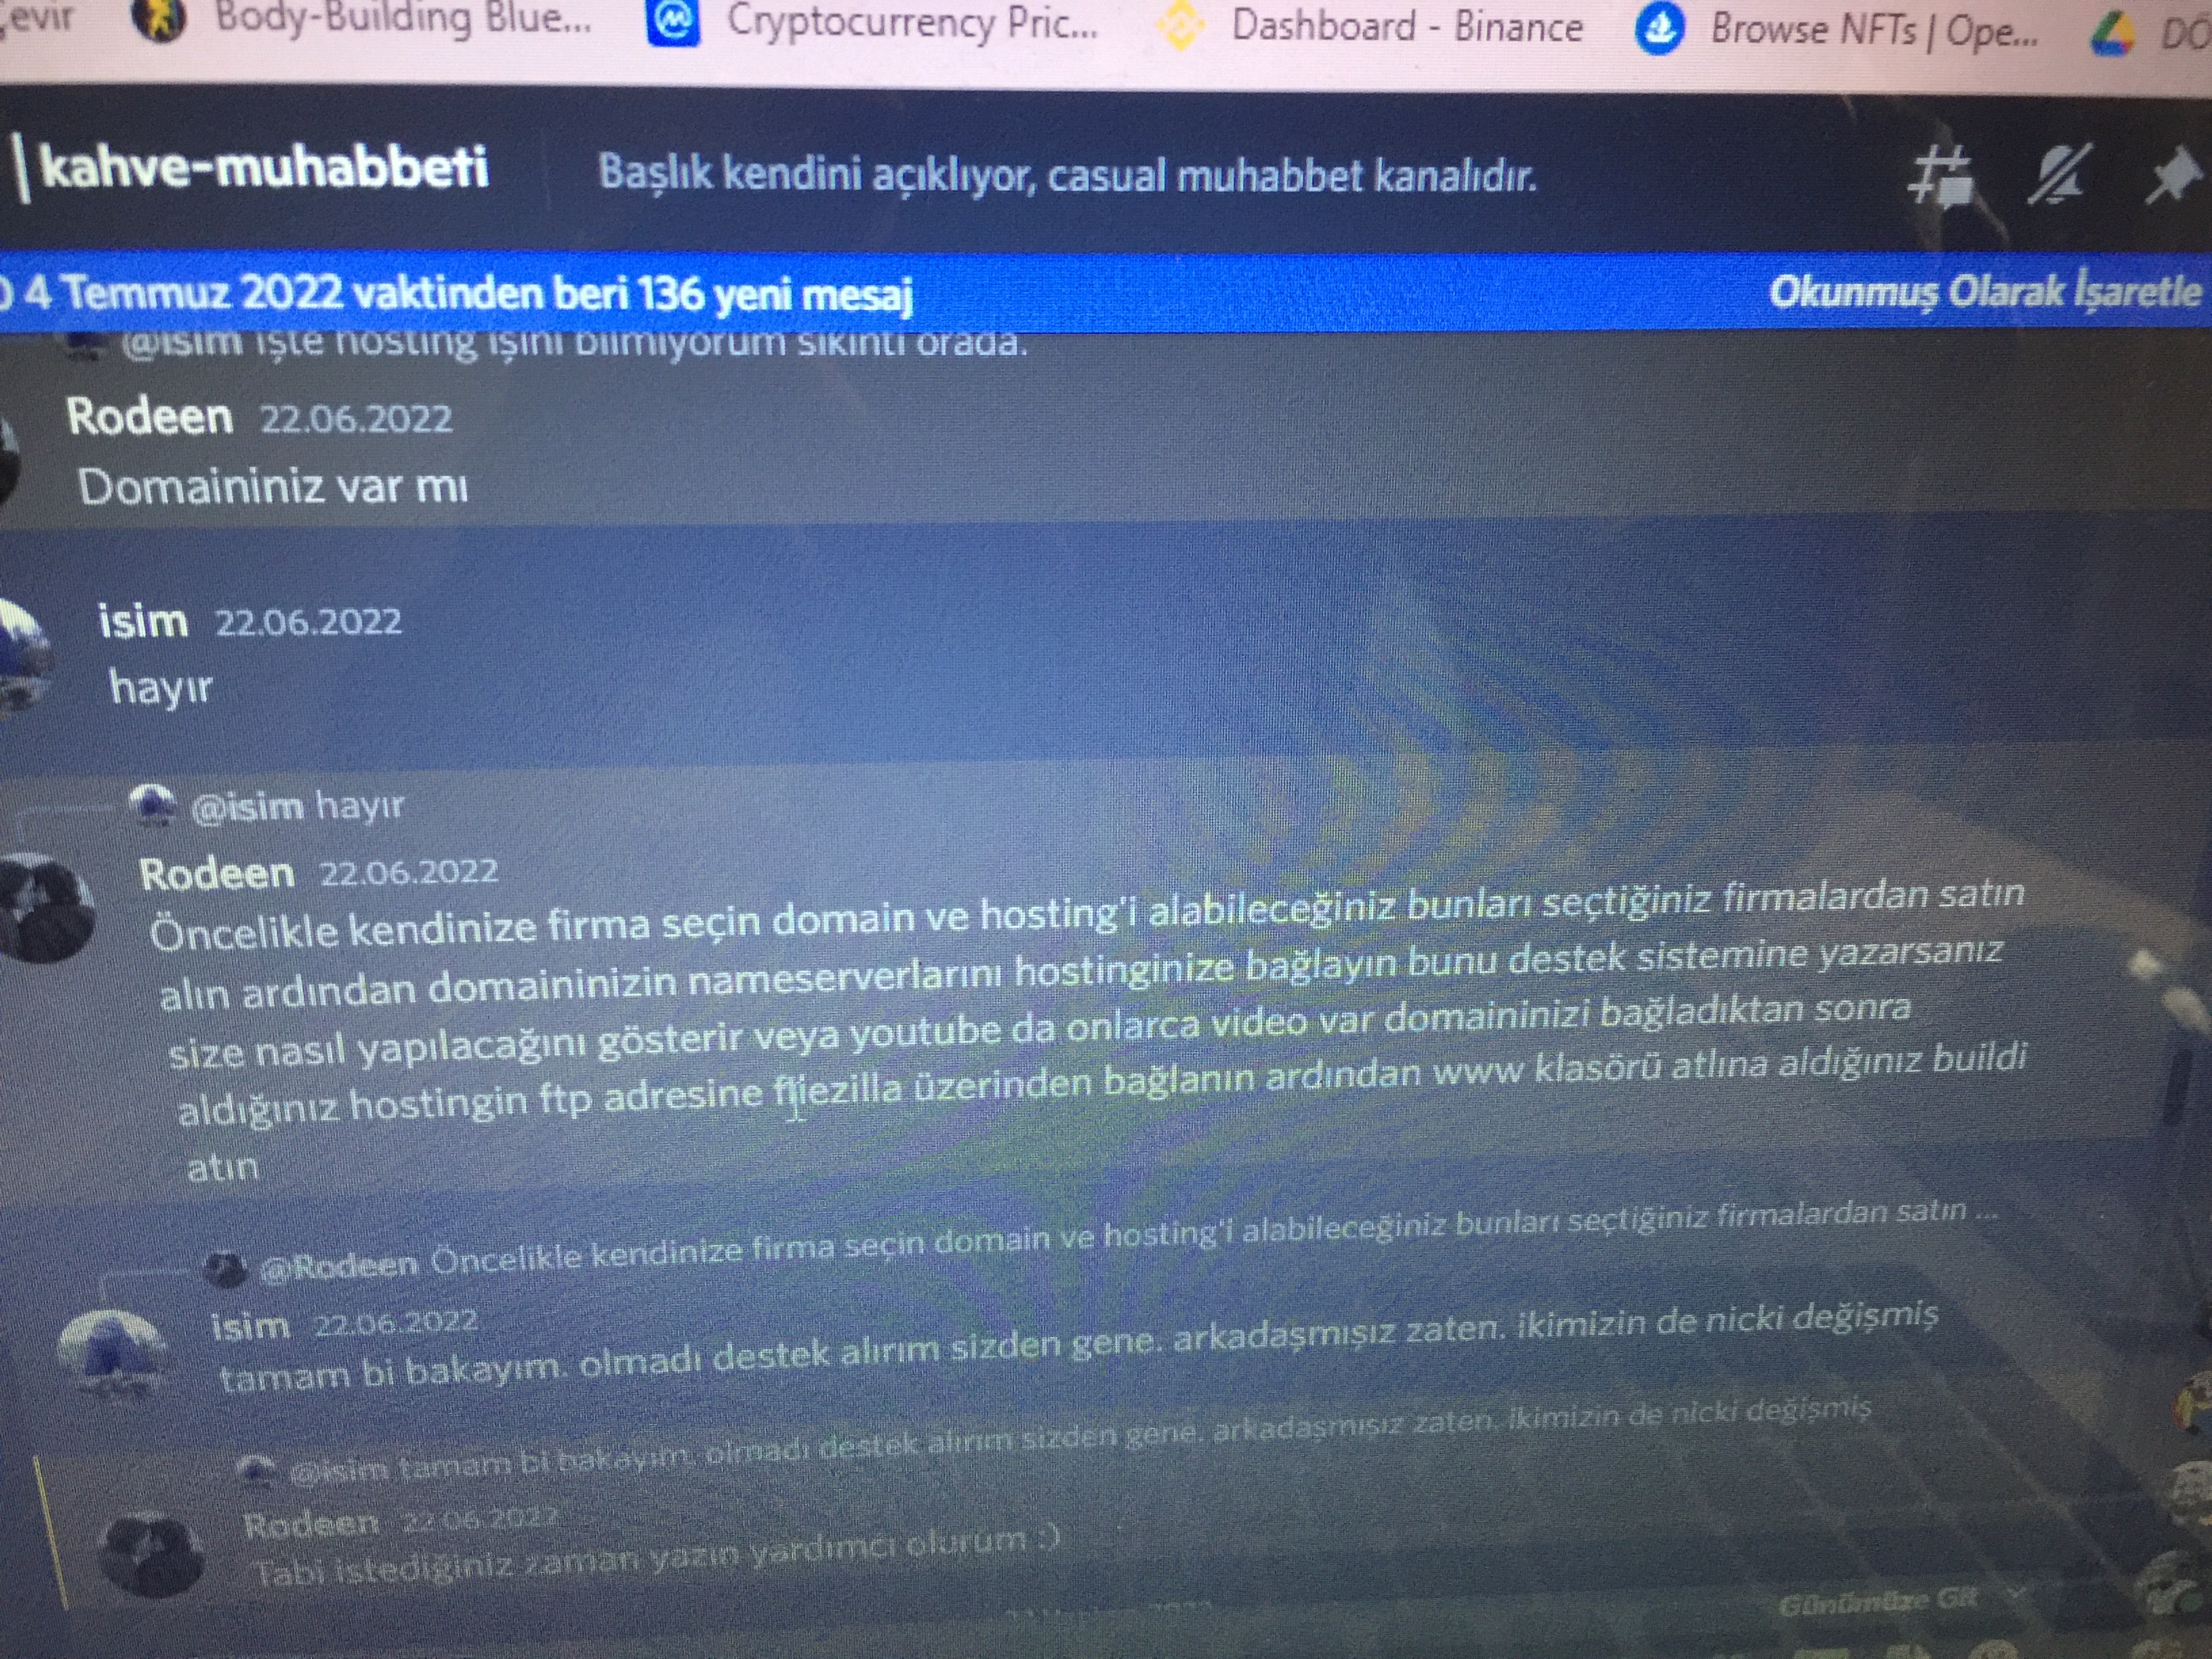 Body-Building Blue... Cryptocurrency Pric... Dashboard - Binance Browse NFTs | Ope...
kahve-muhabbeti Başlık kendini açıklıyor, casual muhabbet kanalıdır.
4 Temmuz 2022 vaktinden beri 136 yeni mesaj Okunmuş Olarak İşaretle
@isim işte hosting işini bilmiyorum sıkıntı orada.
Rodeen 22.06.2022
Domaininiz var mı
isim 22.06.2022
hayır
@isim hayır
Rodeen 22.06.2022
Öncelikle kendinize firma seçin domain ve hosting'i alabileceğiniz bunları seçtiğiniz firmalardan satın
alın ardından domaininizin nameserverlarını hostinginize bağlayın bunu destek sistemine yazarsanız
size nasıl yapılacağını gösterir veya youtube da onlarca video var domaininizi bağladıktan sonra
aldığınız hostingin ftp adresine fliezilla üzerinden bağlanın ardından www klasörü atlına aldığınız buildi
atın
@Rodeen Öncelikle kendinize firma seçin domain ve hosting'i alabileceğiniz bunları seçtiğiniz firmalardan satın ...
isim 22.06.2022
tamam bi bakayım. olmadı destek alırım sizden gene. arkadaşmışız zaten. ikimizin de nicki değişmiş
@isim tamam bi bakayım. olmadı destek alırım sizden gene. arkadaşmışız zaten. ikimizin de nicki değişmiş
Rodeen 22.06.2022
Tabi istediğiniz zaman yazın yardımcı olurum :)
Günümüze Git